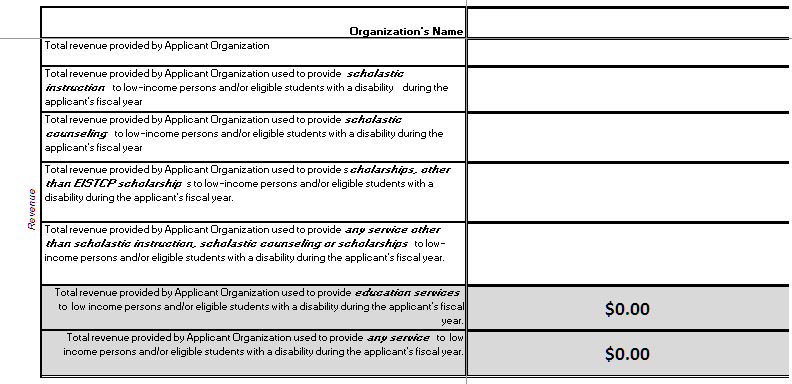 Organization's Name
Total revenue provided by Applicant Organization
Total revenue provided by Applicant Organization used to provide scholastic
instruction to low-income persons and/or eligible students with a disability during the
applicant's fiscal year
Total revenue provided by Applicant Organization used to provide scholastic
counseling to low-income persons and/or eligible students with a disability during the
applicant's fiscal year
Total revenue provided by Applicant Organization used to provide s cholarships, other
than EISTCP scholarship s to low-income persons and/or eligible students with a
disability during the applicant's fiscal year.
Total revenue provided by Applicant Organization used to provide any service other
than scholastic instruction, scholastic counseling or scholarships to low-
income persons and/or eligible students with a disability during the applicant's fiscal year.
Revenue
Total revenue provided by Applicant Organization used to provide education services
to low income persons and/or eligible students with a disability during the applicant's fiscal
year.
$0.00
Total revenue provided by Applicant Organization used to provide any service to low
income persons and/or eligible students with a disability during the applicant's fiscal year.
$0.00